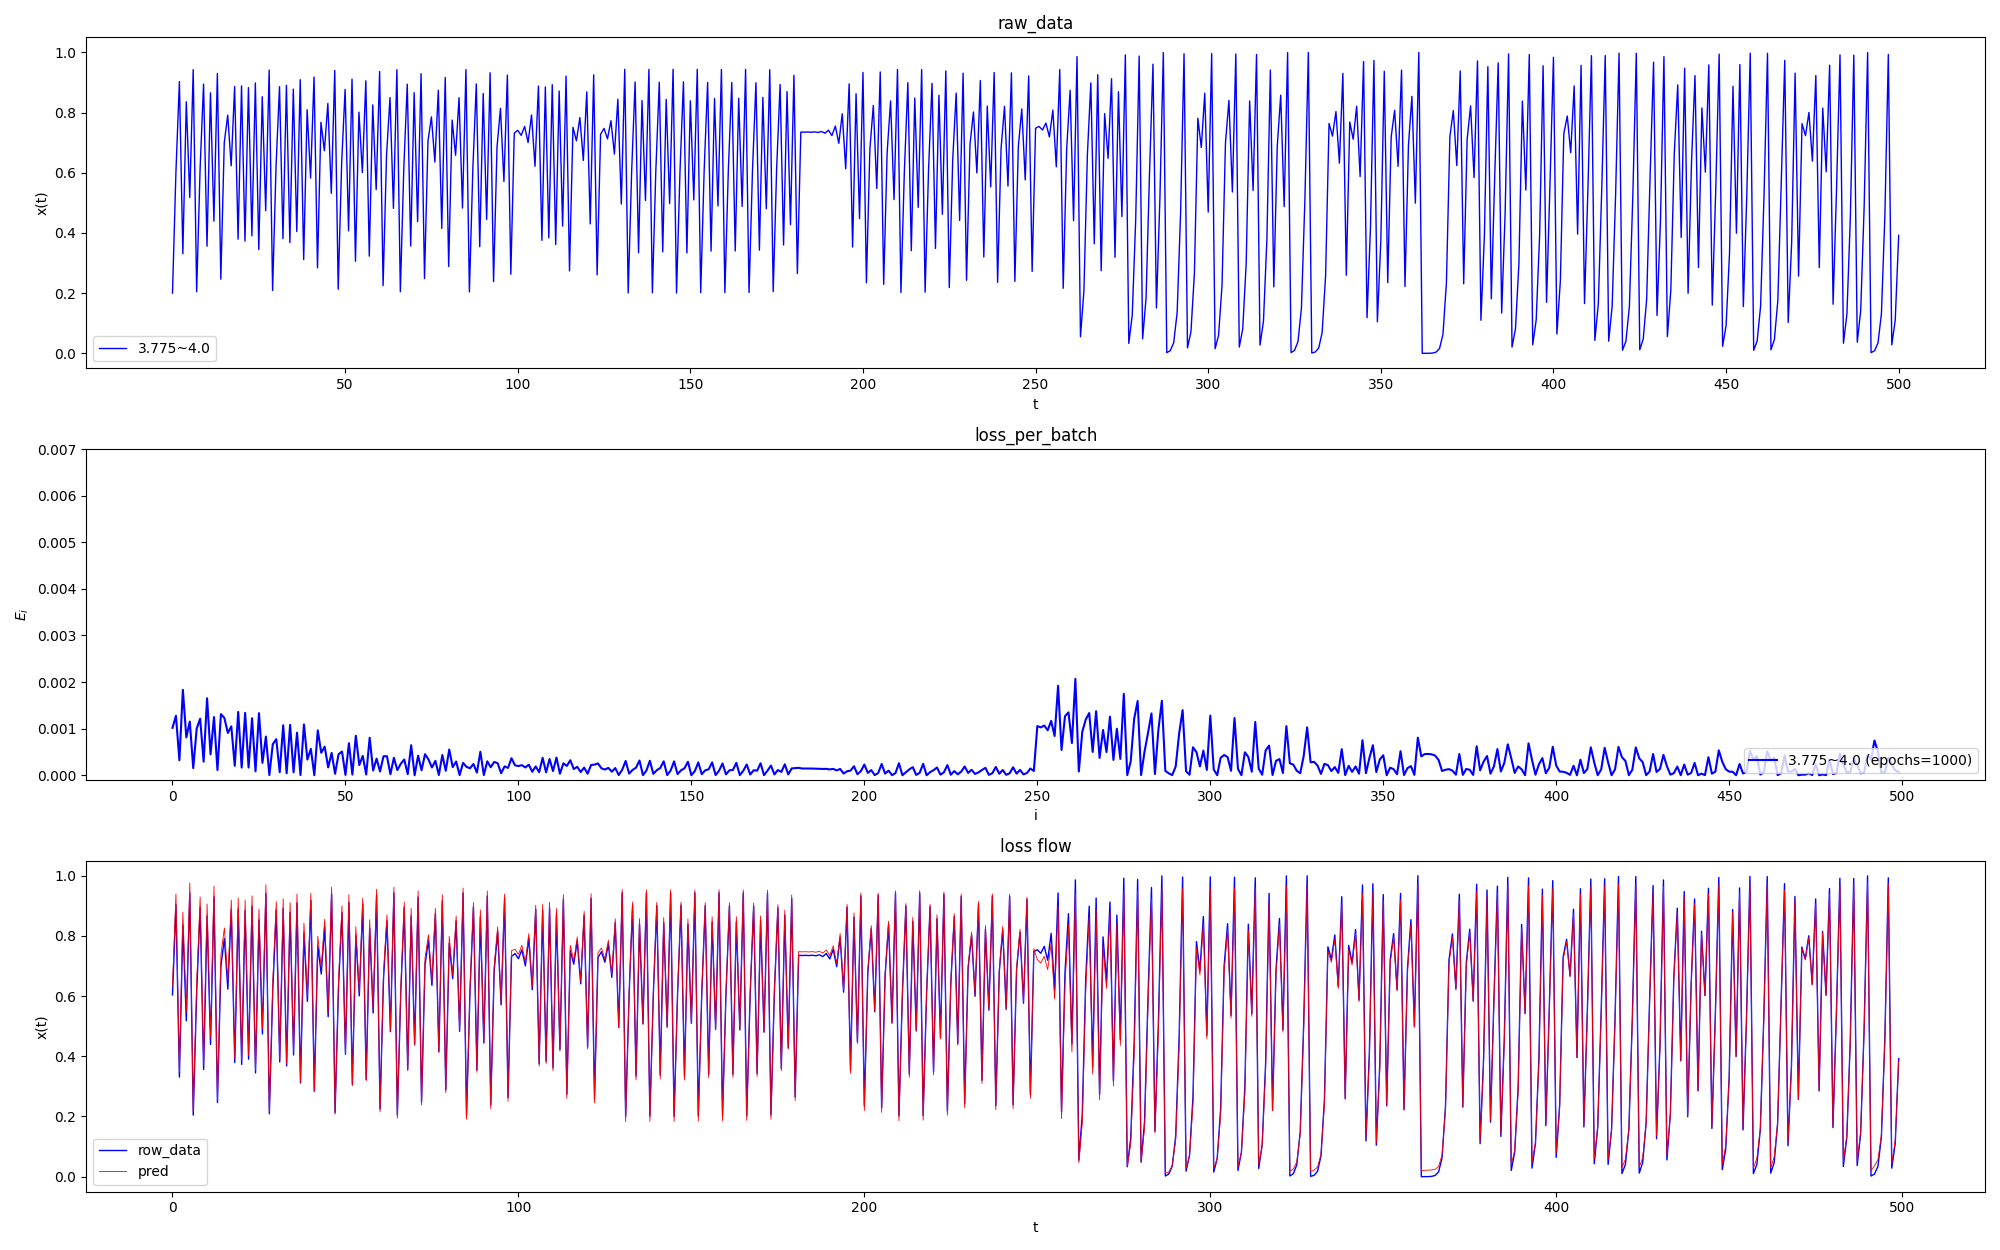 raw_data
1.0
0.8
0.6
0.4
0.2
0.0
x(t)
3.775~4.0
50 100 150 200 250 300 350 400 450 500
t
loss_per_batch
0.007
0.006
0.005
0.004
0.003
0.002
0.001
0.000
E_i
3.775~4.0 (epochs=1000)
0 50 100 150 200 250 300 350 400 450 500
i
loss flow
1.0
0.8
0.6
0.4
0.2
0.0
x(t)
row_data
pred
0 100 200 300 400 500
t